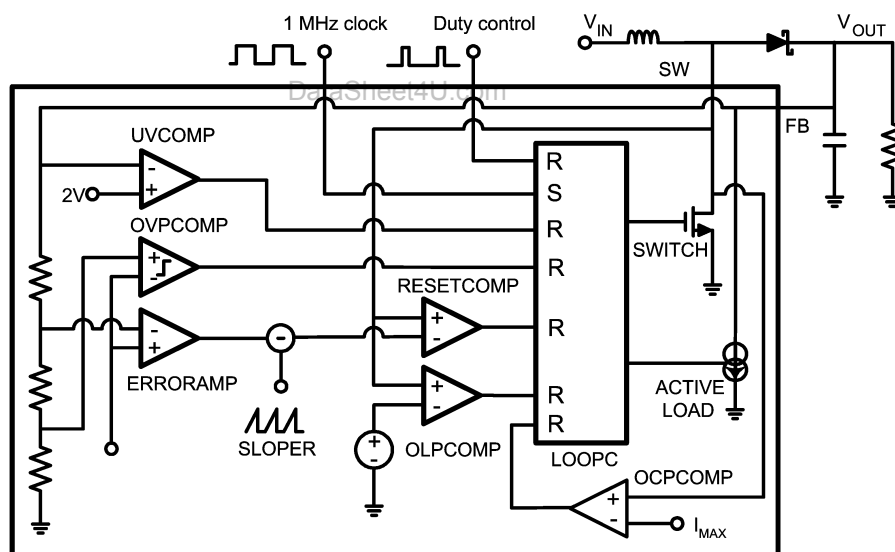 1 MHz clock
Duty control
VIN
VOUT
SW
DataSheet4U.com
FB
UVCOMP
-
+
2V
R
S
R
R
R
R
R
OVPCOMP
+
-
SWITCH
RESETCOMP
+
-
-
+
-
ERRORAMP
ACTIVE
LOAD
+
-
SLOPER
+
-
OLPCOMP
LOOPC
OCPCOMP
+
-
IMAX